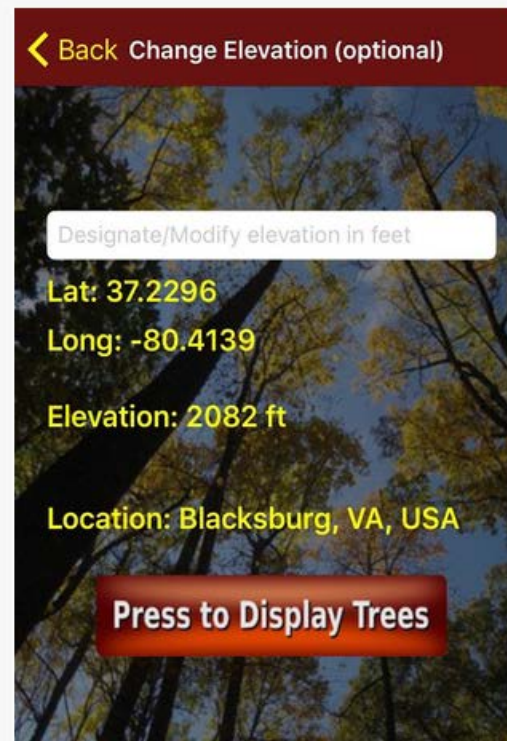 Back Change Elevation (optional)
Designate/Modify elevation in feet
Lat: 37.2296
Long: -80.4139
Elevation: 2082 ft
Location: Blacksburg, VA, USA
Press to Display Trees